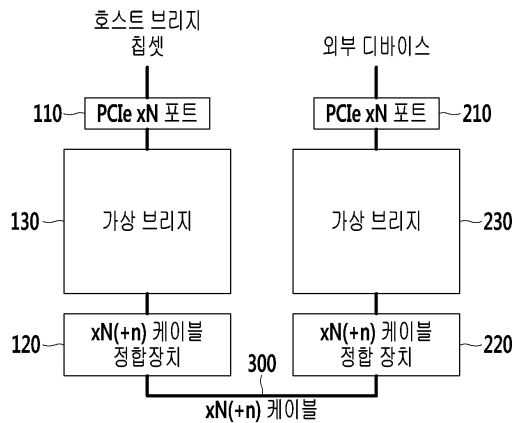 호스트 브리지
칩셋
외부 디바이스
110
PCIe xN 포트
PCIe xN 포트
210
130
가상 브리지
가상 브리지
230
120
xN(+n) 케이블
정합장치
xN(+n) 케이블
정합 장치
220
300
xN(+n) 케이블